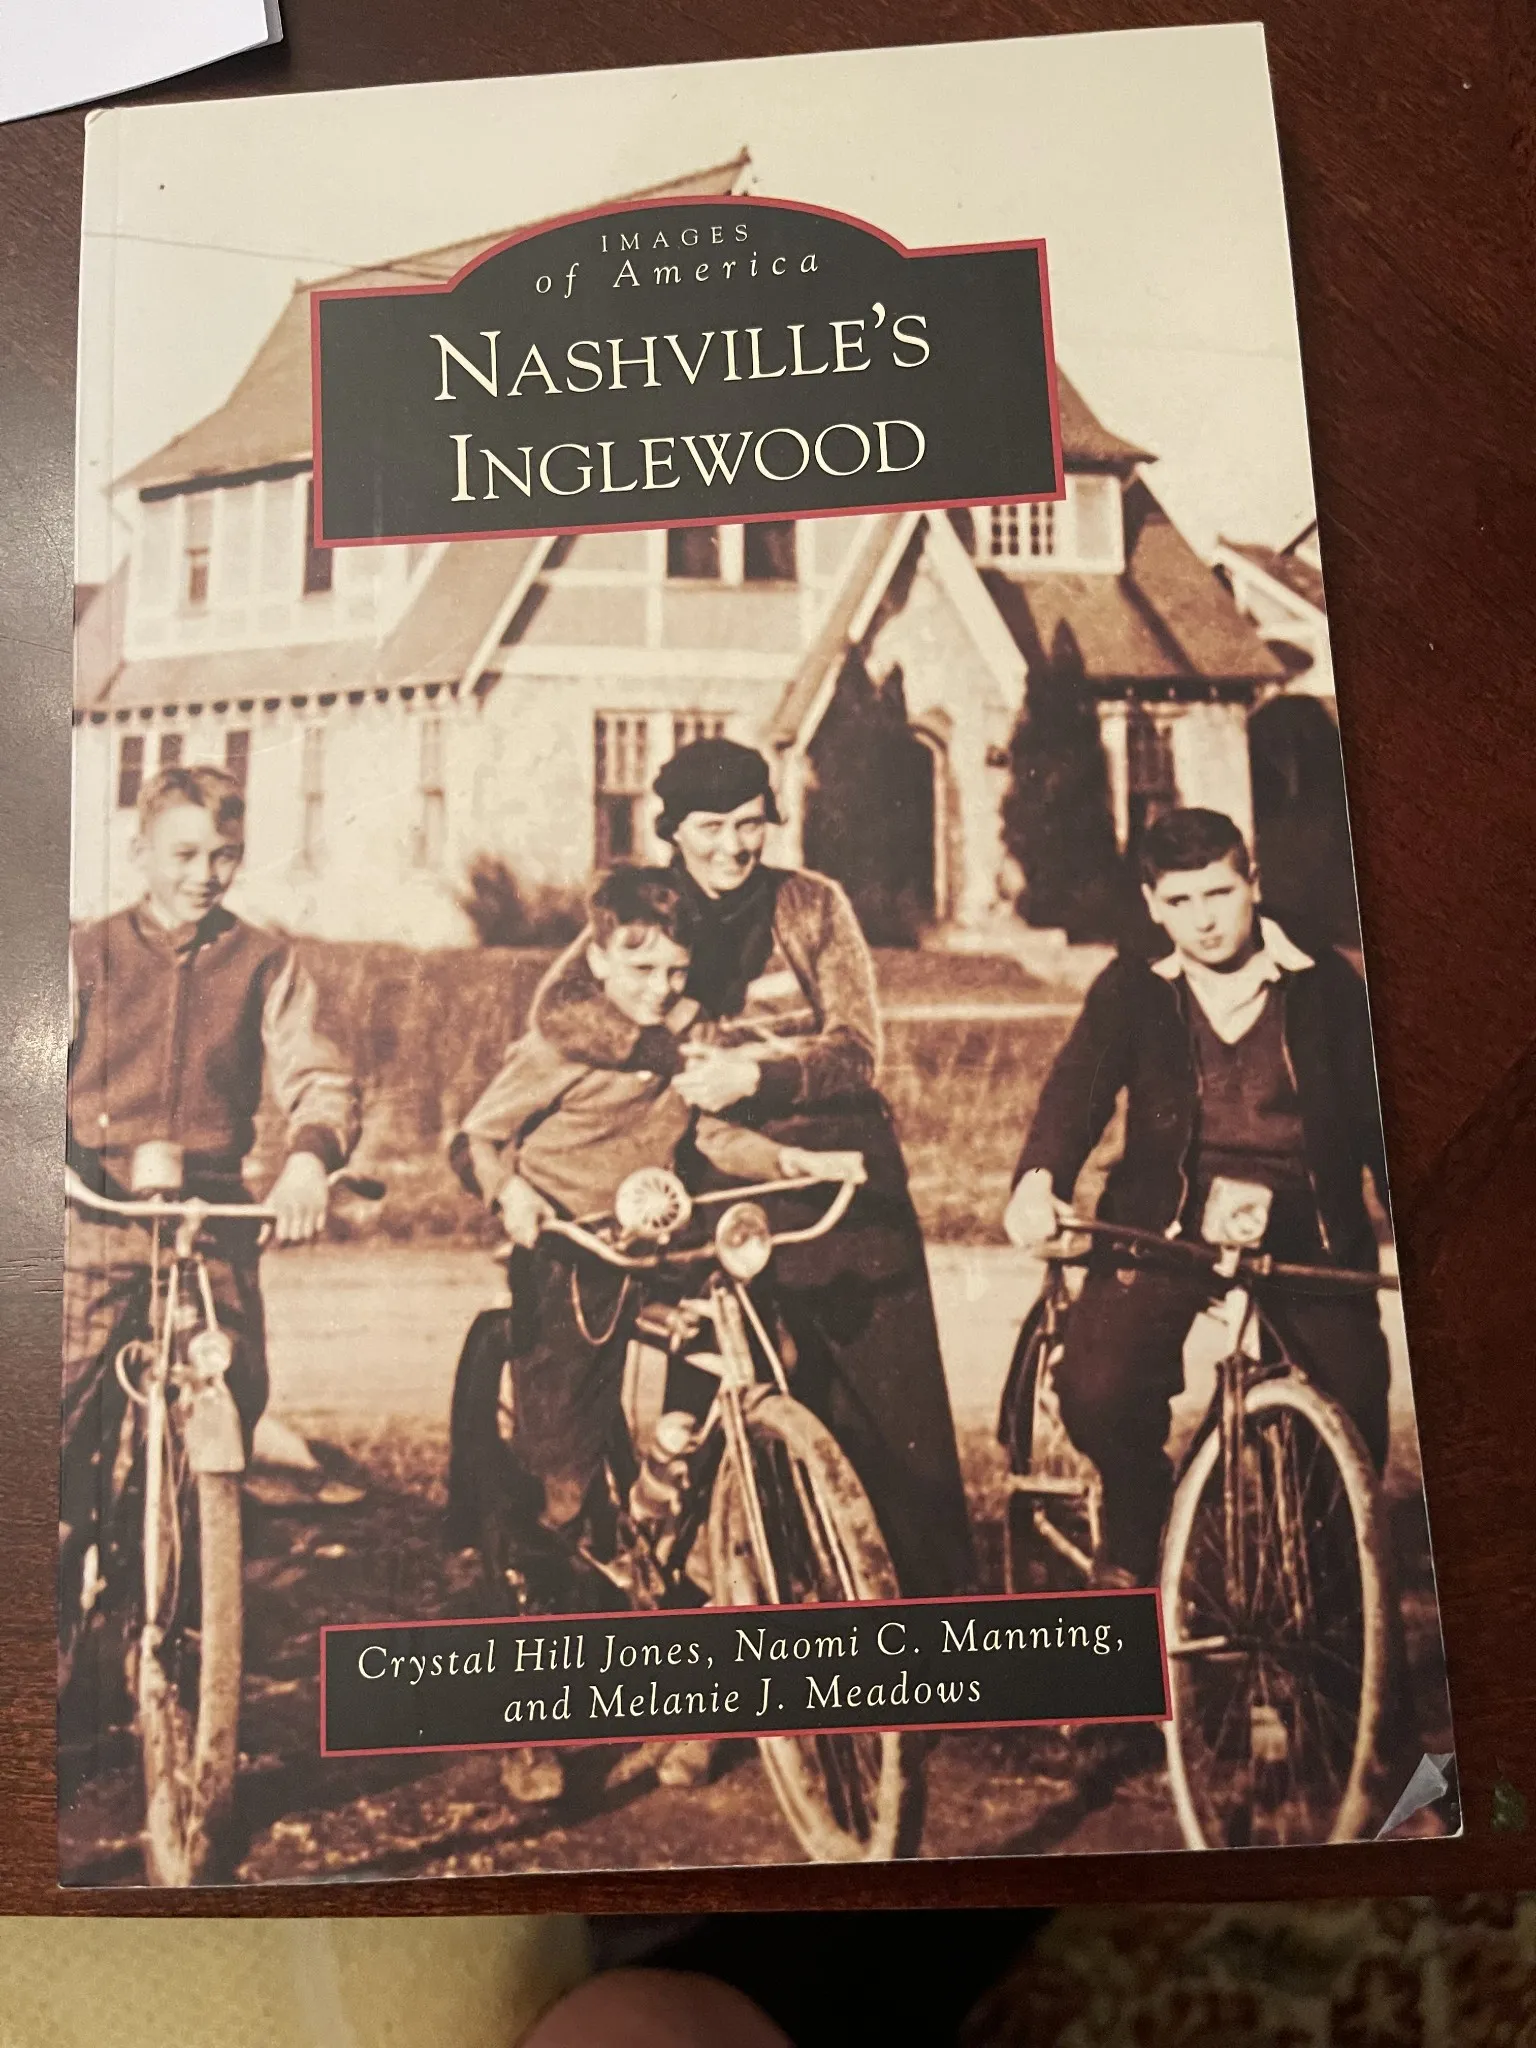 IMAGES
of America
NASHVILLE'S
INGLEWOOD
Crystal Hill Jones, Naomi C. Manning,
and Melanie J. Meadows